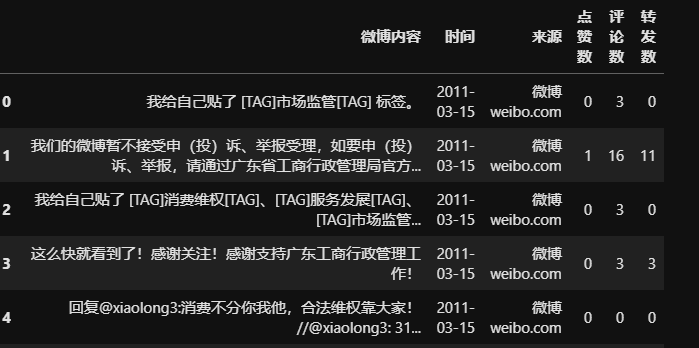 微博内容 时间 来源 点赞数 评论数 转发数
0 我给自己贴了 [TAG]市场监管[TAG] 标签。 2011-03-15 微博 weibo.com 0 3 0
1 我们的微博暂不接受申（投）诉、举报受理，如要申（投）诉、举报，请通过广东省工商行政管理局官方... 2011-03-15 微博 weibo.com 1 16 11
2 我给自己贴了 [TAG]消费维权[TAG]、[TAG]服务发展[TAG]、[TAG]市场监管... 2011-03-15 微博 weibo.com 0 3 0
3 这么快就看到了！感谢关注！感谢支持广东工商行政管理工作！ 2011-03-15 微博 weibo.com 0 3 3
4 回复@xiaolong3:消费不分你我他，合法维权靠大家！//@xiaolong3: 31... 2011-03-15 微博 weibo.com 0 0 0